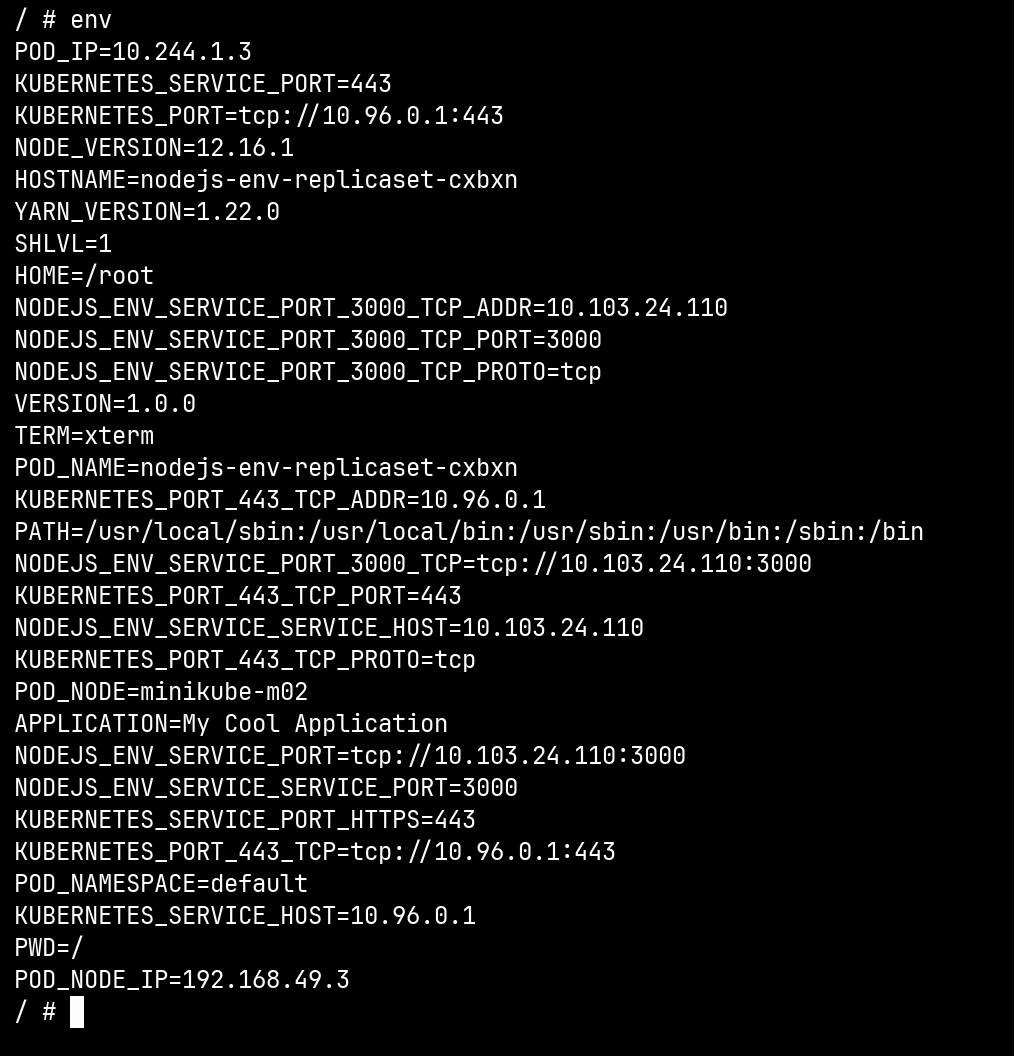 / # env
POD_IP=10.244.1.3
KUBERNETES_SERVICE_PORT=443
KUBERNETES_PORT=tcp://10.96.0.1:443
NODE_VERSION=12.16.1
HOSTNAME=nodejs-env-replicaset-cxbxn
YARN_VERSION=1.22.0
SHLVL=1
HOME=/root
NODEJS_ENV_SERVICE_PORT_3000_TCP_ADDR=10.103.24.110
NODEJS_ENV_SERVICE_PORT_3000_TCP_PORT=3000
NODEJS_ENV_SERVICE_PORT_3000_TCP_PROTO=tcp
VERSION=1.0.0
TERM=xterm
POD_NAME=nodejs-env-replicaset-cxbxn
KUBERNETES_PORT_443_TCP_ADDR=10.96.0.1
PATH=/usr/local/sbin:/usr/local/bin:/usr/sbin:/usr/bin:/sbin:/bin
NODEJS_ENV_SERVICE_PORT_3000_TCP=tcp://10.103.24.110:3000
KUBERNETES_PORT_443_TCP_PORT=443
NODEJS_ENV_SERVICE_SERVICE_HOST=10.103.24.110
KUBERNETES_PORT_443_TCP_PROTO=tcp
POD_NODE=minikube-m02
APPLICATION=My Cool Application
NODEJS_ENV_SERVICE_PORT=tcp://10.103.24.110:3000
NODEJS_ENV_SERVICE_SERVICE_PORT=3000
KUBERNETES_SERVICE_PORT_HTTPS=443
KUBERNETES_PORT_443_TCP=tcp://10.96.0.1:443
POD_NAMESPACE=default
KUBERNETES_SERVICE_HOST=10.96.0.1
PWD=/
POD_NODE_IP=192.168.49.3
/ #